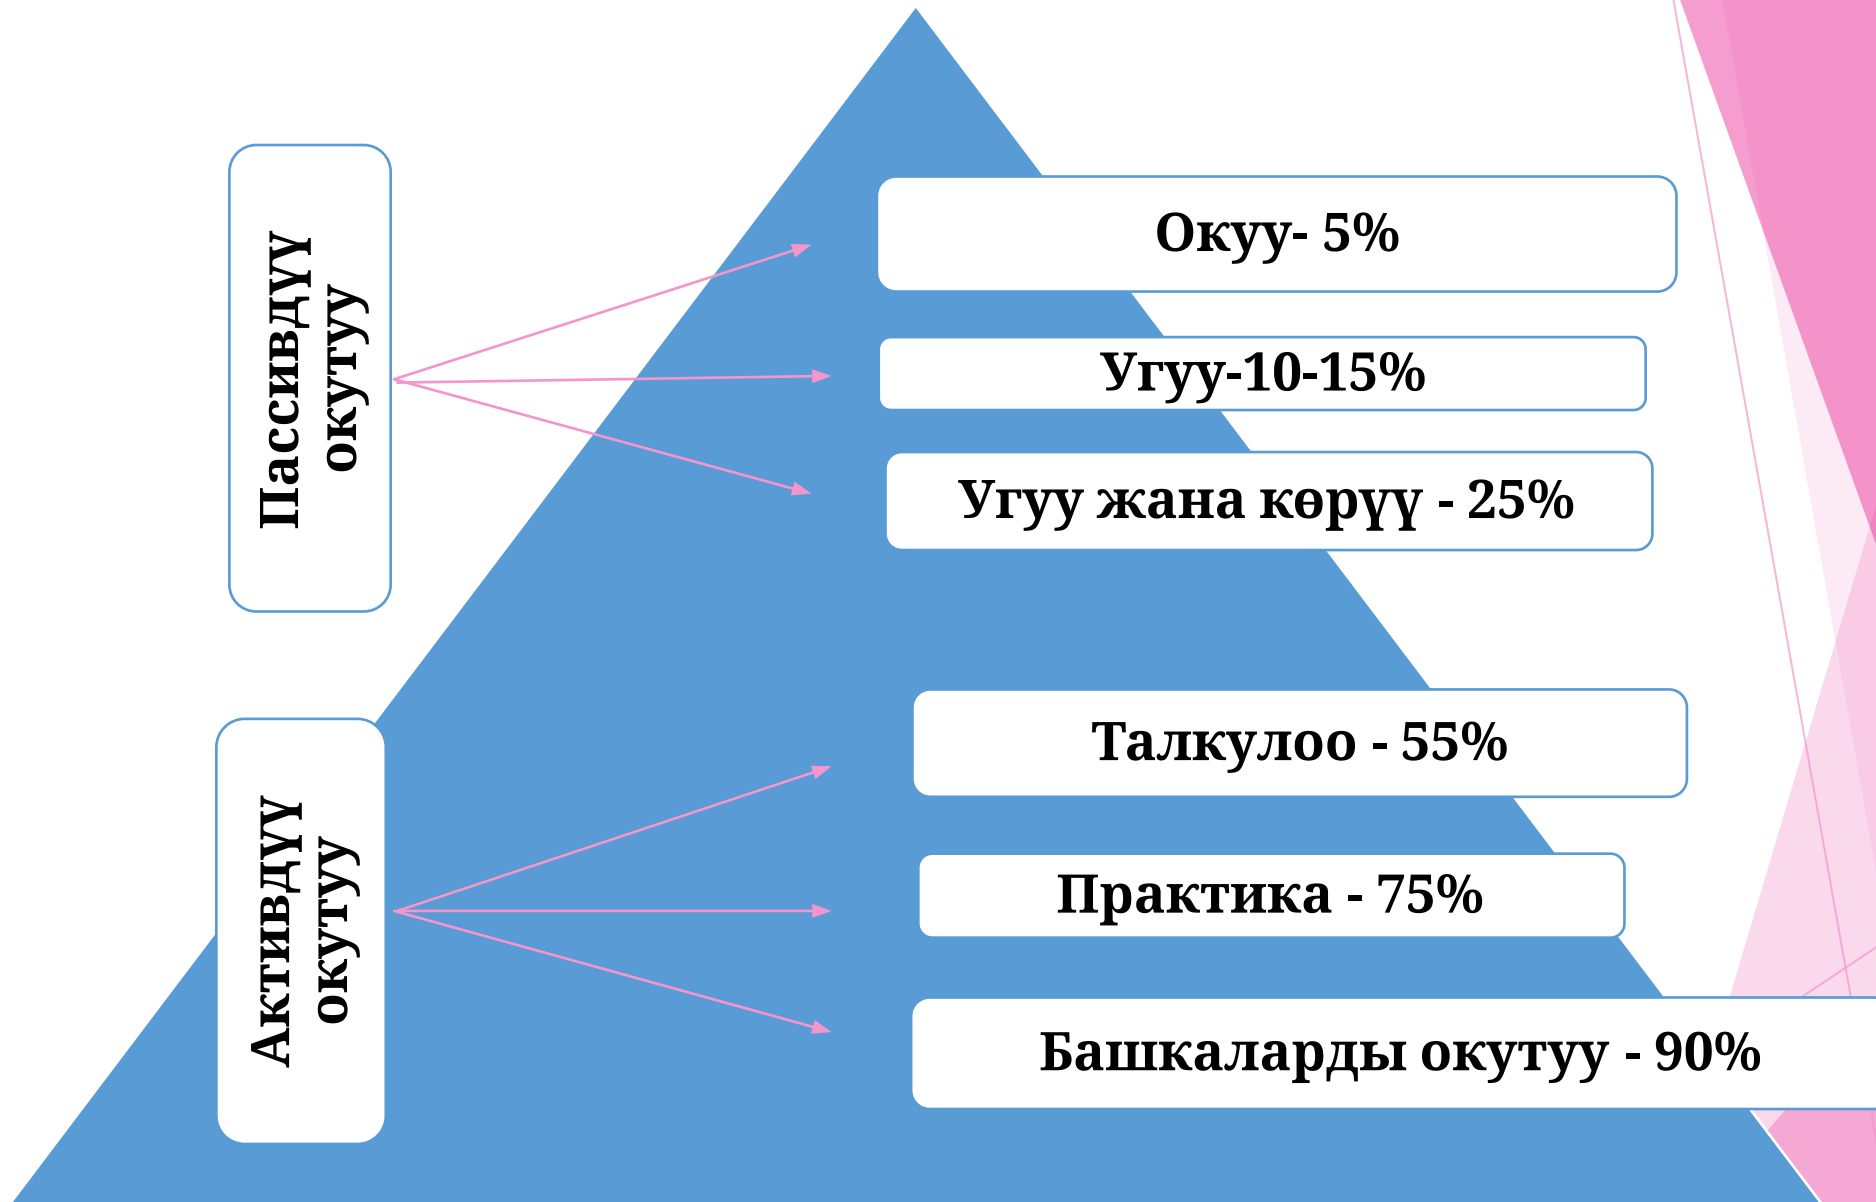 Пассивдүү
окутуу
Окуу- 5%
Угуу-10-15%
Угуу жана көрүү - 25%
Активдүү
окутуу
Талкулоо - 55%
Практика - 75%
Башкаларды окутуу - 90%